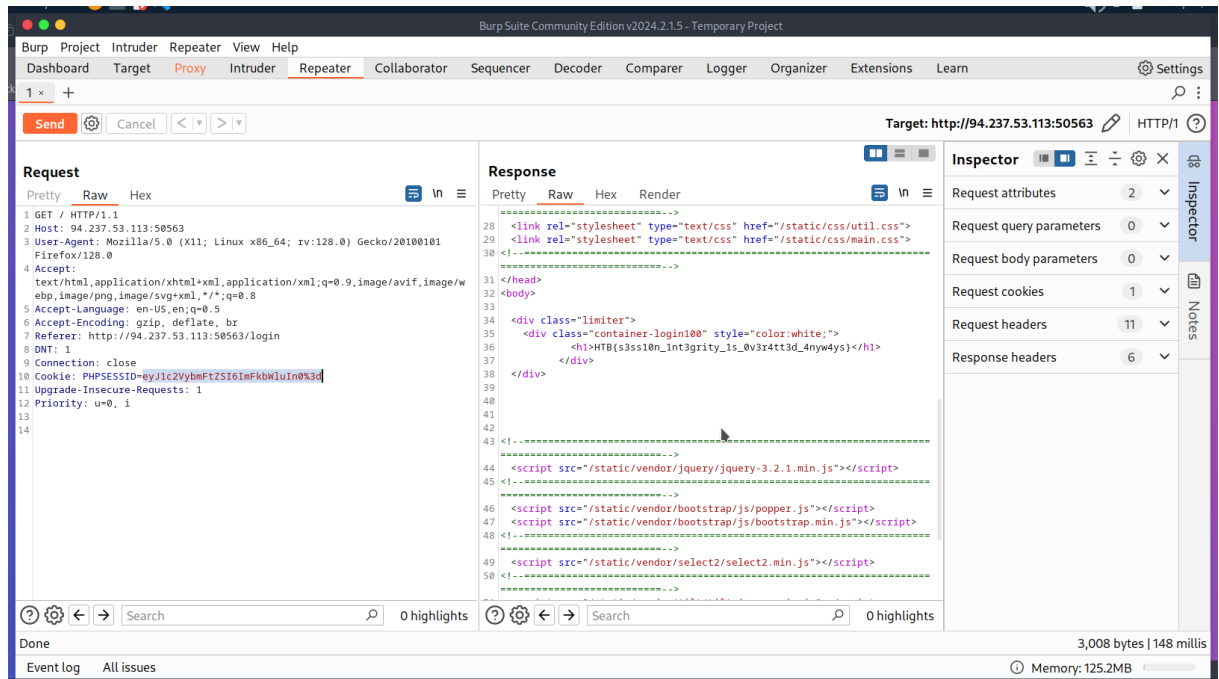 Burp Suite Community Edition v2024.2.1.5 - Temporary Project
Burp Project Intruder Repeater View Help
Dashboard Target Proxy Intruder Repeater Collaborator Sequencer Decoder Comparer Logger Organizer Extensions Learn Settings
1 × +
Send Cancel < > Target: http://94.237.53.113:50563 HTTP/1
Request
Pretty Raw Hex \n
1 GET / HTTP/1.1
2 Host: 94.237.53.113:50563
3 User-Agent: Mozilla/5.0 (X11; Linux x86_64; rv:128.0) Gecko/20100101
Firefox/128.0
4 Accept:
text/html,application/xhtml+xml,application/xml;q=0.9,image/avif,image/w
ebp,image/png,image/svg+xml,*/*;q=0.8
5 Accept-Language: en-US,en;q=0.5
6 Accept-Encoding: gzip, deflate, br
7 Referer: http://94.237.53.113:50563/login
8 DNT: 1
9 Connection: close
10 Cookie: PHPSESSID=eyJ1c2VybmFtZSI6ImFkbWluIn0%3d
11 Upgrade-Insecure-Requests: 1
12 Priority: u=0, i
13
14
Search 0 highlights
Response
Pretty Raw Hex Render \n
===========================-->
28 <link rel="stylesheet" type="text/css" href="/static/css/util.css">
29 <link rel="stylesheet" type="text/css" href="/static/css/main.css">
30 <!--====================================================================
===========================-->
31 </head>
32 <body>
33
34 <div class="limiter">
35 <div class="container-login100" style="color:white;">
36 <h1>HTB{s3ss10n_1nt3grity_1s_0v3r4tt3d_4nyw4ys}</h1>
37 </div>
38 </div>
39
40
41
42
43 <!--====================================================================
===========================-->
44 <script src="/static/vendor/jquery/jquery-3.2.1.min.js"></script>
45 <!--====================================================================
===========================-->
46 <script src="/static/vendor/bootstrap/js/popper.js"></script>
47 <script src="/static/vendor/bootstrap/js/bootstrap.min.js"></script>
48 <!--====================================================================
===========================-->
49 <script src="/static/vendor/select2/select2.min.js"></script>
50 <!--====================================================================
===========================-->
Search 0 highlights
Inspector
Request attributes 2
Request query parameters 0
Request body parameters 0
Request cookies 1
Request headers 11
Response headers 6
Inspector
Notes
Done 3,008 bytes | 148 millis
Event log All issues Memory: 125.2MB